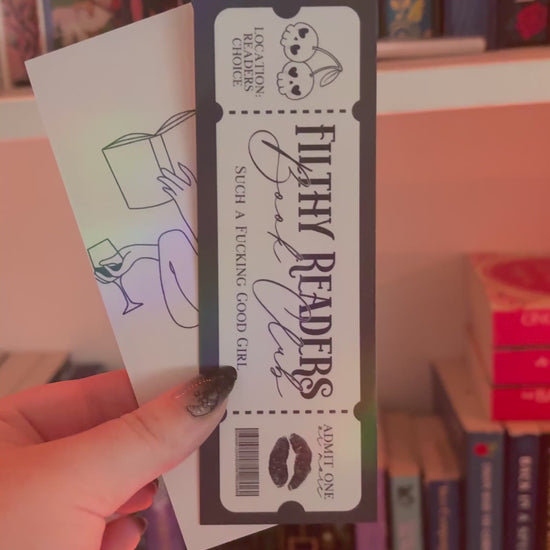 LOCATION:
READERS
CHOICE
FILTHY READERS
Book Club
SUCH A FUCKING GOOD GIRL
ADMIT ONE